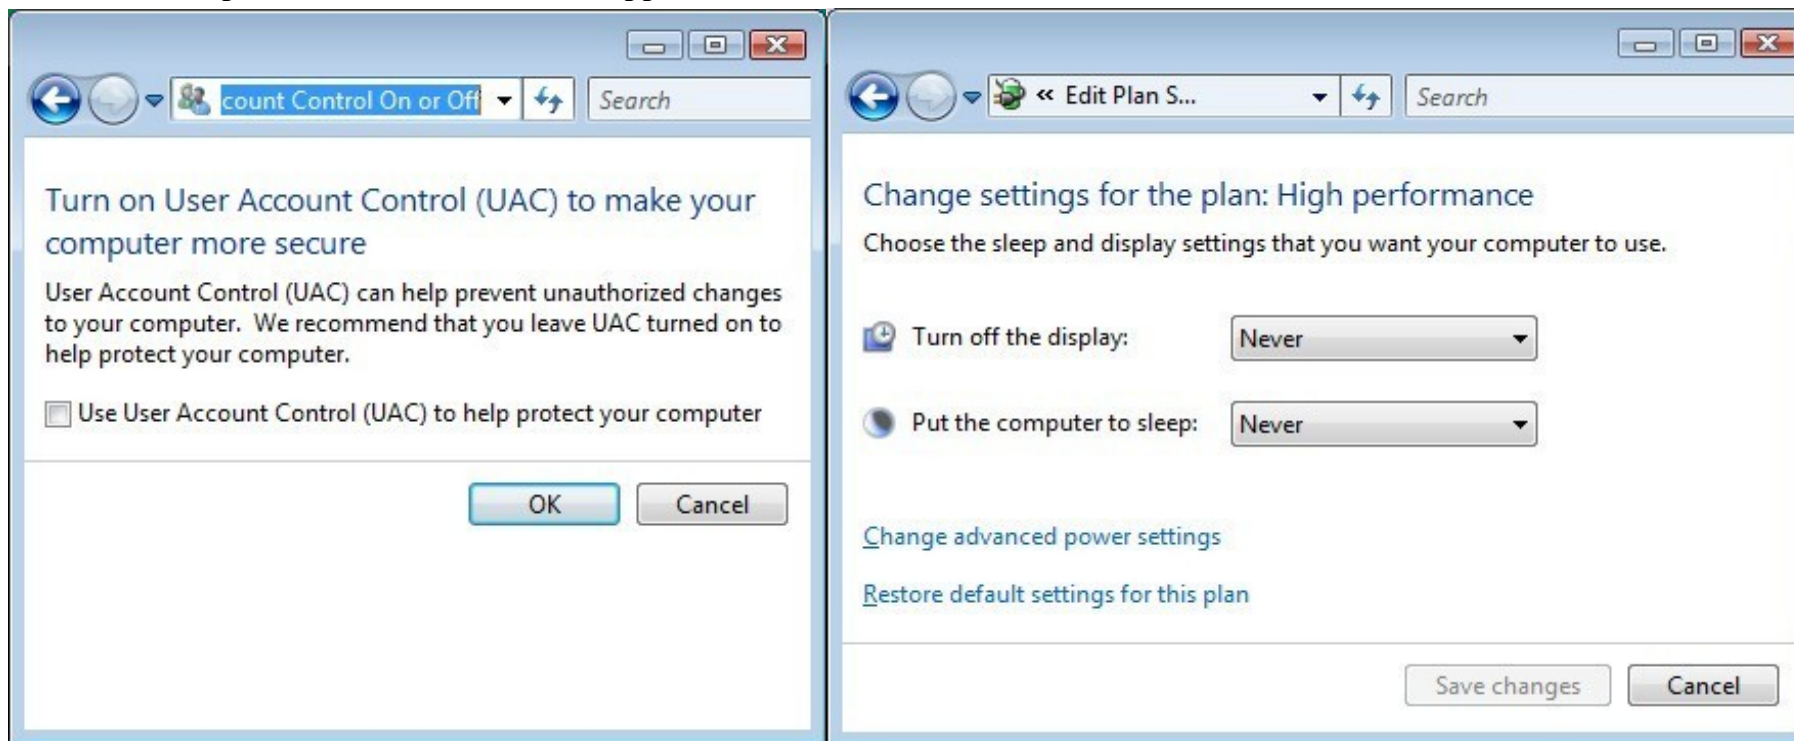 count Control On or Off
Search
Turn on User Account Control (UAC) to make your
computer more secure
User Account Control (UAC) can help prevent unauthorized changes
to your computer.  We recommend that you leave UAC turned on to
help protect your computer.
Use User Account Control (UAC) to help protect your computer
OK
Cancel
« Edit Plan S...
Search
Change settings for the plan: High performance
Choose the sleep and display settings that you want your computer to use.
Turn off the display:
Never
Put the computer to sleep:
Never
Change advanced power settings
Restore default settings for this plan
Save changes
Cancel